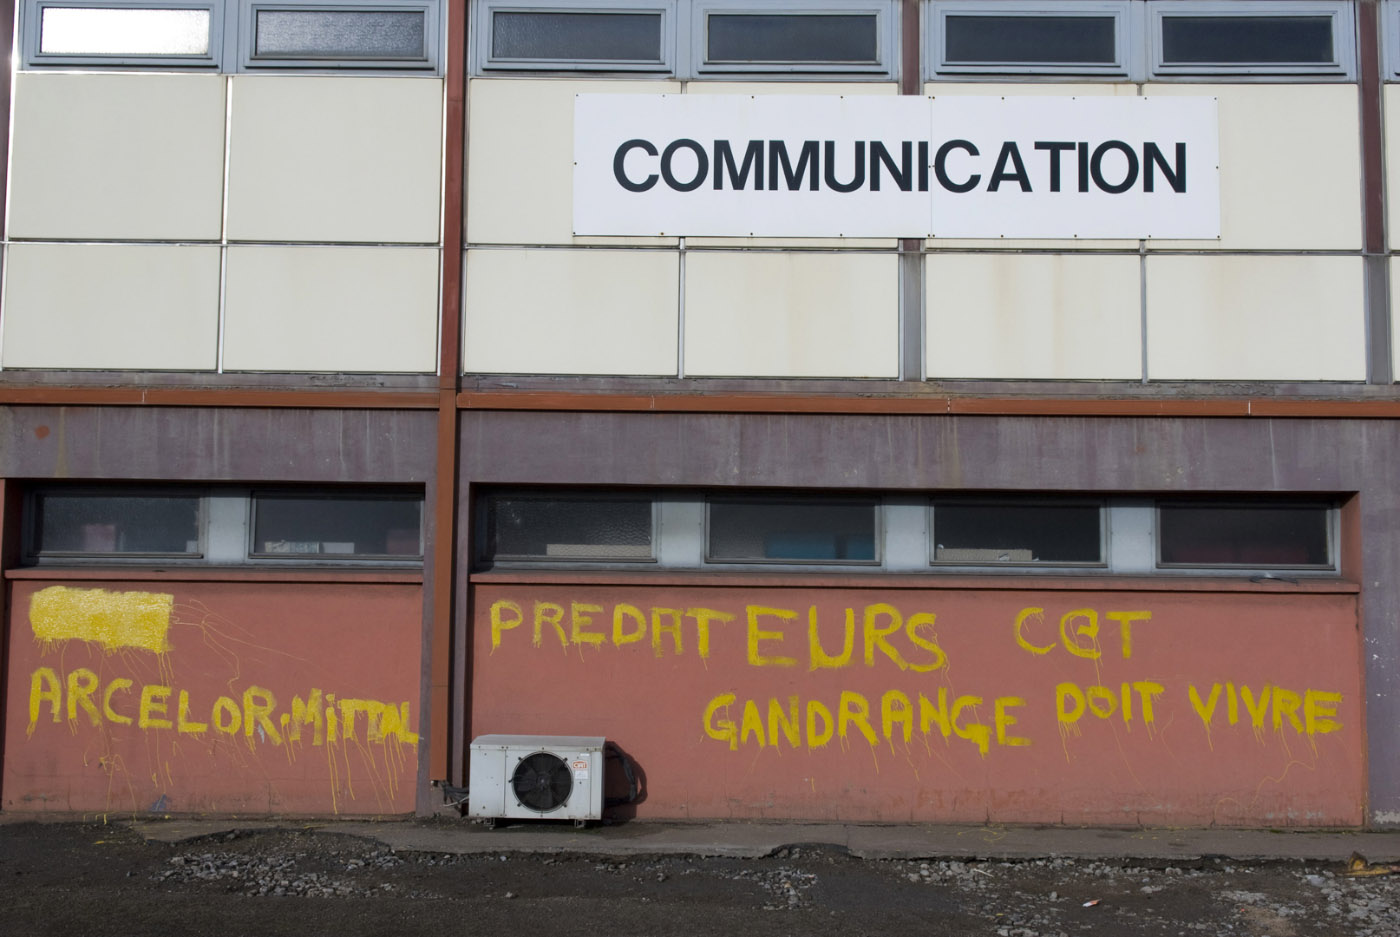 COMMUNICATION
ARCELOR-MiTTAL
PREDATEURS CGT
GANDRANGE DOIT VIVRE